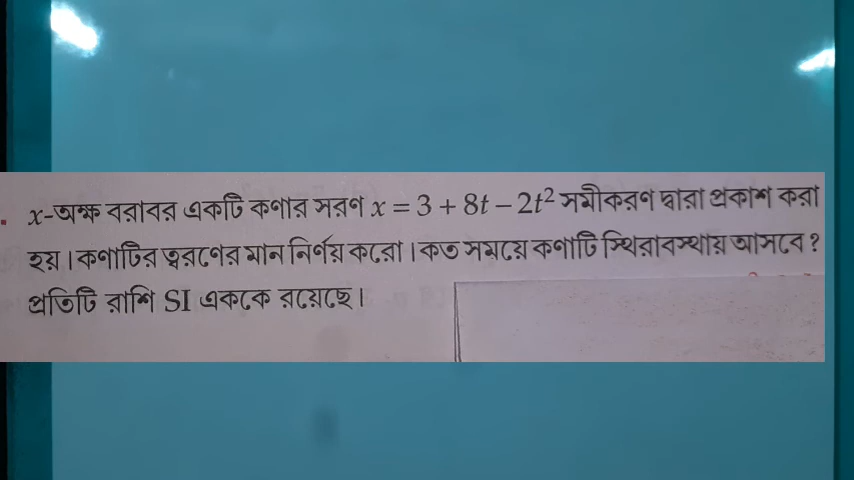 x-অক্ষ বরাবর একটি কণার সরণ x = 3 + 8t – 2t² সমীকরণ দ্বারা প্রকাশ করা
হয়। কণাটির ত্বরণের মান নির্ণয় করো। কত সময়ে কণাটি স্থিরাবস্থায় আসবে?
প্রতিটি রাশি SI এককে রয়েছে।